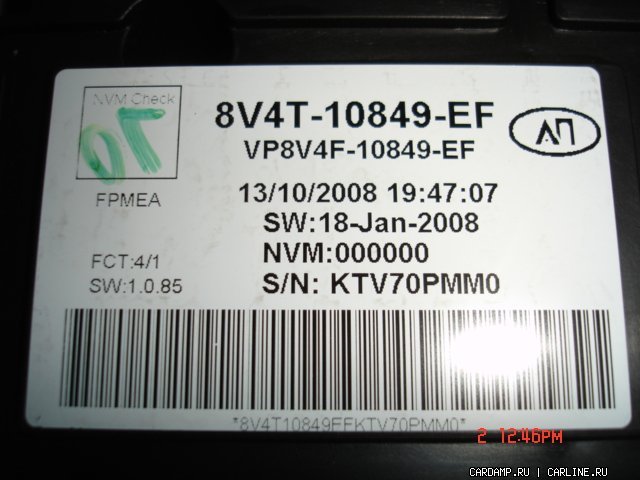 NVM Check
8V4T-10849-EF
VP8V4F-10849-EF
FPMEA
13/10/2008 19:47:07
SW:18-Jan-2008
NVM:000000
FCT:4/1
SW:1.0.85
S/N: KTV70PMM0
*8V4T10849EFKTV70PMM0*
2 12:46PM
CARDAMP.RU | CARLINE.RU